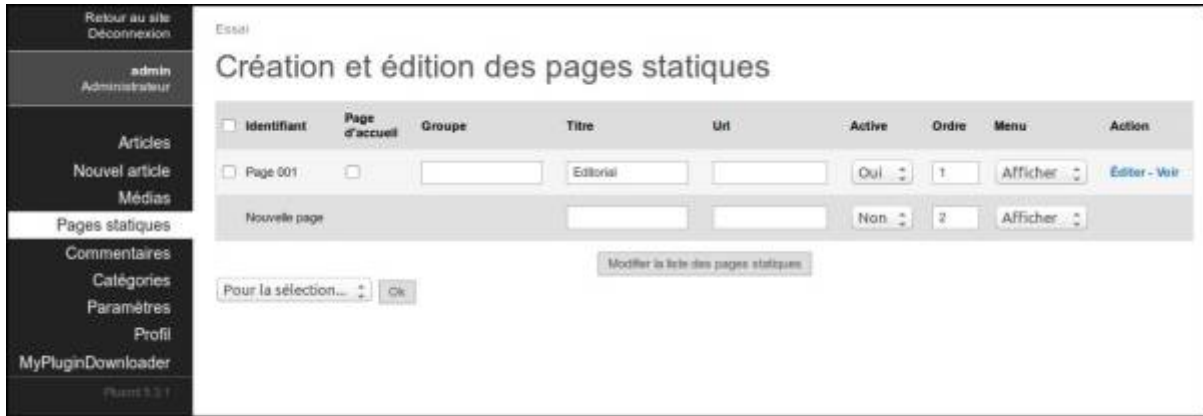 Retour au site
Déconnexion
admin
Administrateur
Articles
Nouvel article
Médias
Pages statiques
Commentaires
Catégories
Paramètres
Profil
MyPluginDownloader
Essai
Création et édition des pages statiques
Identifiant Page d'accueil Groupe Titre Url Active Ordre Menu Action
Page 001 Editorial Oui 1 Afficher Éditer - Voir
Nouvelle page Non 2 Afficher
Modifier la liste des pages statiques
Pour la sélection... Ok